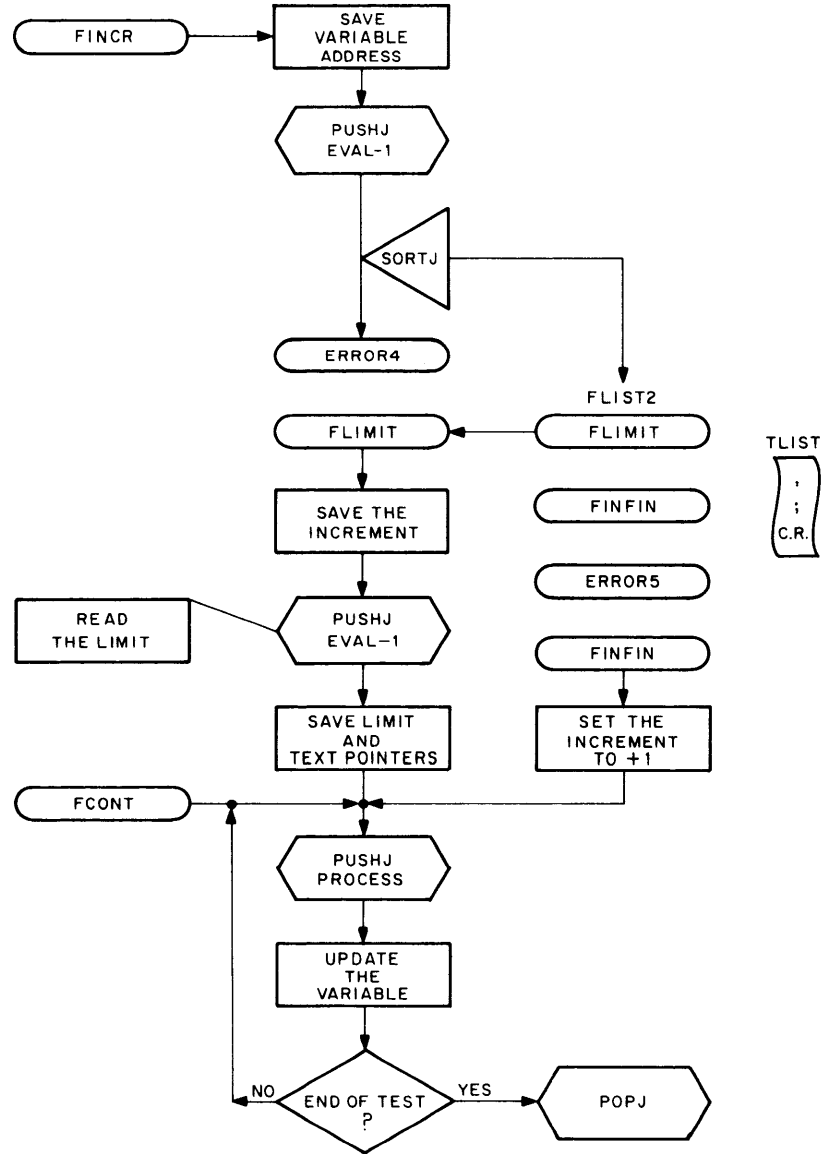 FINCR
SAVE
VARIABLE
ADDRESS
PUSHJ
EVAL-1
SORTJ
ERROR4
FLIST2
FLIMIT
FLIMIT
TLIST
,
;
C.R.
SAVE THE
INCREMENT
FINFIN
ERROR5
READ
THE LIMIT
PUSHJ
EVAL-1
FINFIN
SAVE LIMIT
AND
TEXT POINTERS
SET THE
INCREMENT
TO +1
FCONT
PUSHJ
PROCESS
UPDATE
THE
VARIABLE
NO
END OF TEST
?
YES
POPJ